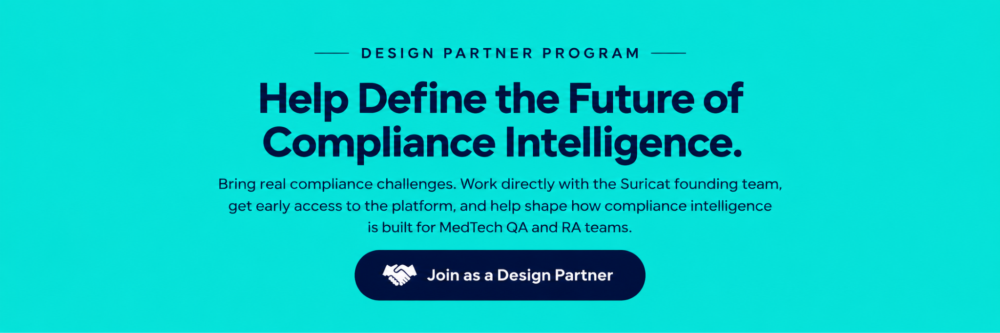 DESIGN PARTNER PROGRAM
Help Define the Future of
Compliance Intelligence.
Bring real compliance challenges. Work directly with the Suricat founding team,
get early access to the platform, and help shape how compliance intelligence
is built for MedTech QA and RA teams.
Join as a Design Partner